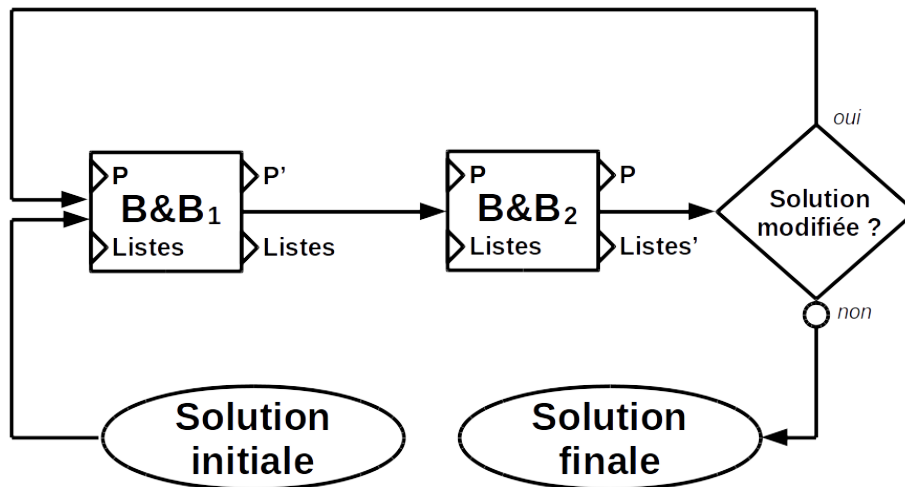 oui
P
P'
P
P
B&B1
B&B2
Solution
modifiée ?
Listes
Listes
Listes
Listes'
non
Solution
initiale
Solution
finale